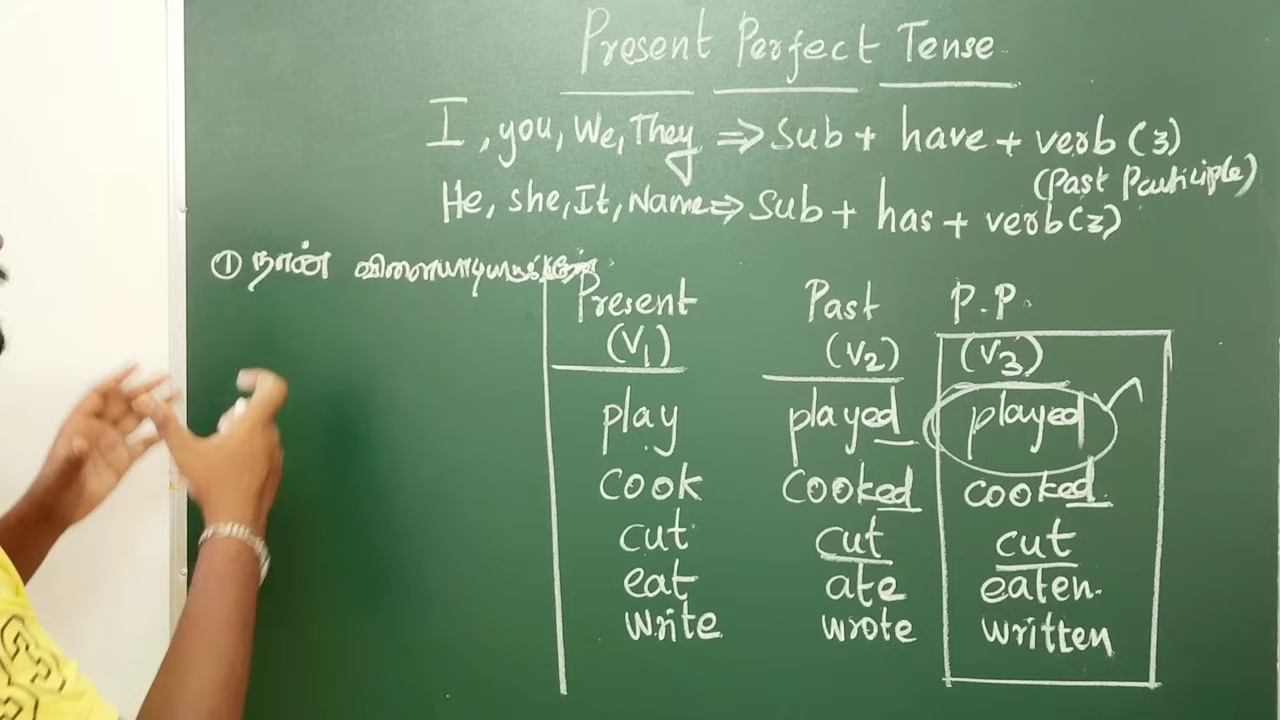 Present Perfect Tense
I, you, We, They ⇒ Sub + have + verb (3)
(Past Participle)
He, she, It, Name ⇒ Sub + has + verb (3)
① நான்
Present Past P.P.
(V1) (V2) (V3)
play played played
cook cooked cooked
cut cut cut
eat ate eaten.
write wrote written